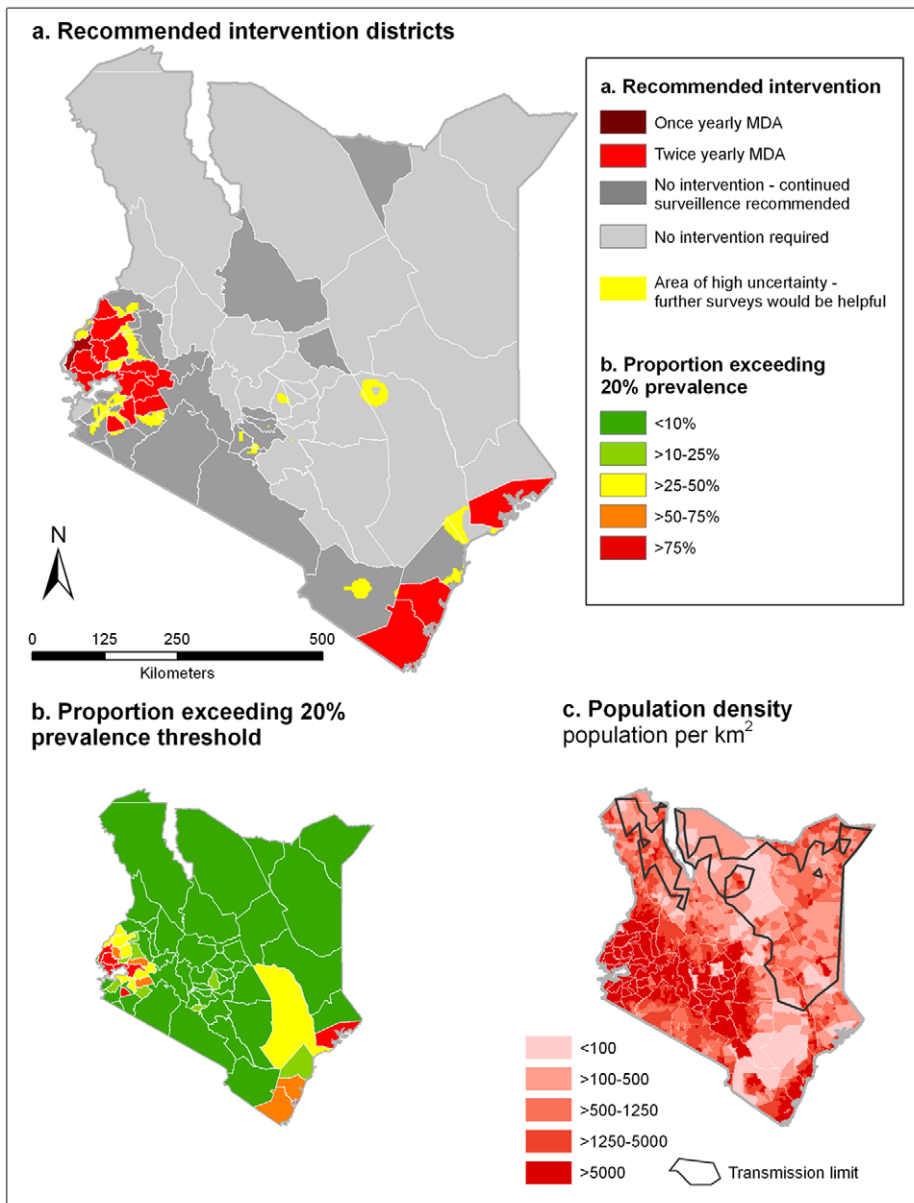 a. Recommended intervention districts
a. Recommended intervention
Once yearly MDA
Twice yearly MDA
No intervention - continued
surveillence recommended
No intervention required
Area of high uncertainty -
further surveys would be helpful
b. Proportion exceeding
20% prevalence
<10%
>10-25%
>25-50%
>50-75%
>75%
N
0 125 250 500
Kilometers
b. Proportion exceeding 20%
prevalence threshold
c. Population density
population per km²
<100
>100-500
>500-1250
>1250-5000
>5000
Transmission limit